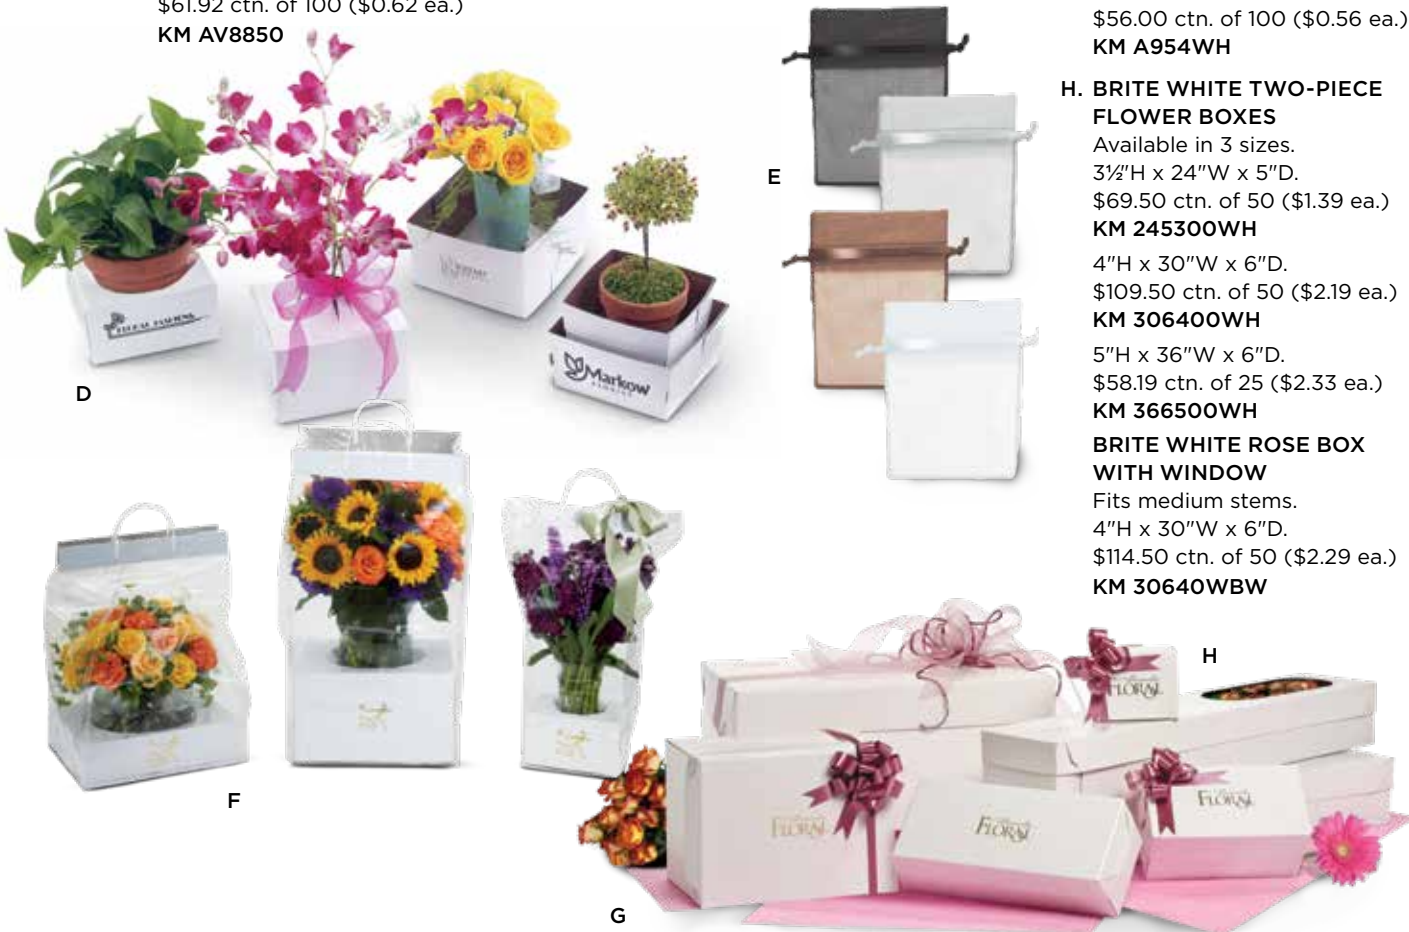 $61.92 ctn. of 100 ($0.62 ea.)
KM AV8850
D
E
F
G
H
$56.00 ctn. of 100 ($0.56 ea.)
KM A954WH
H. BRITE WHITE TWO-PIECE
FLOWER BOXES
Available in 3 sizes.
3½"H x 24"W x 5"D.
$69.50 ctn. of 50 ($1.39 ea.)
KM 245300WH
4"H x 30"W x 6"D.
$109.50 ctn. of 50 ($2.19 ea.)
KM 306400WH
5"H x 36"W x 6"D.
$58.19 ctn. of 25 ($2.33 ea.)
KM 366500WH
BRITE WHITE ROSE BOX
WITH WINDOW
Fits medium stems.
4"H x 30"W x 6"D.
$114.50 ctn. of 50 ($2.29 ea.)
KM 30640WBW
Markow
FLORAL
FLORAL
FLORAL
FLORAL